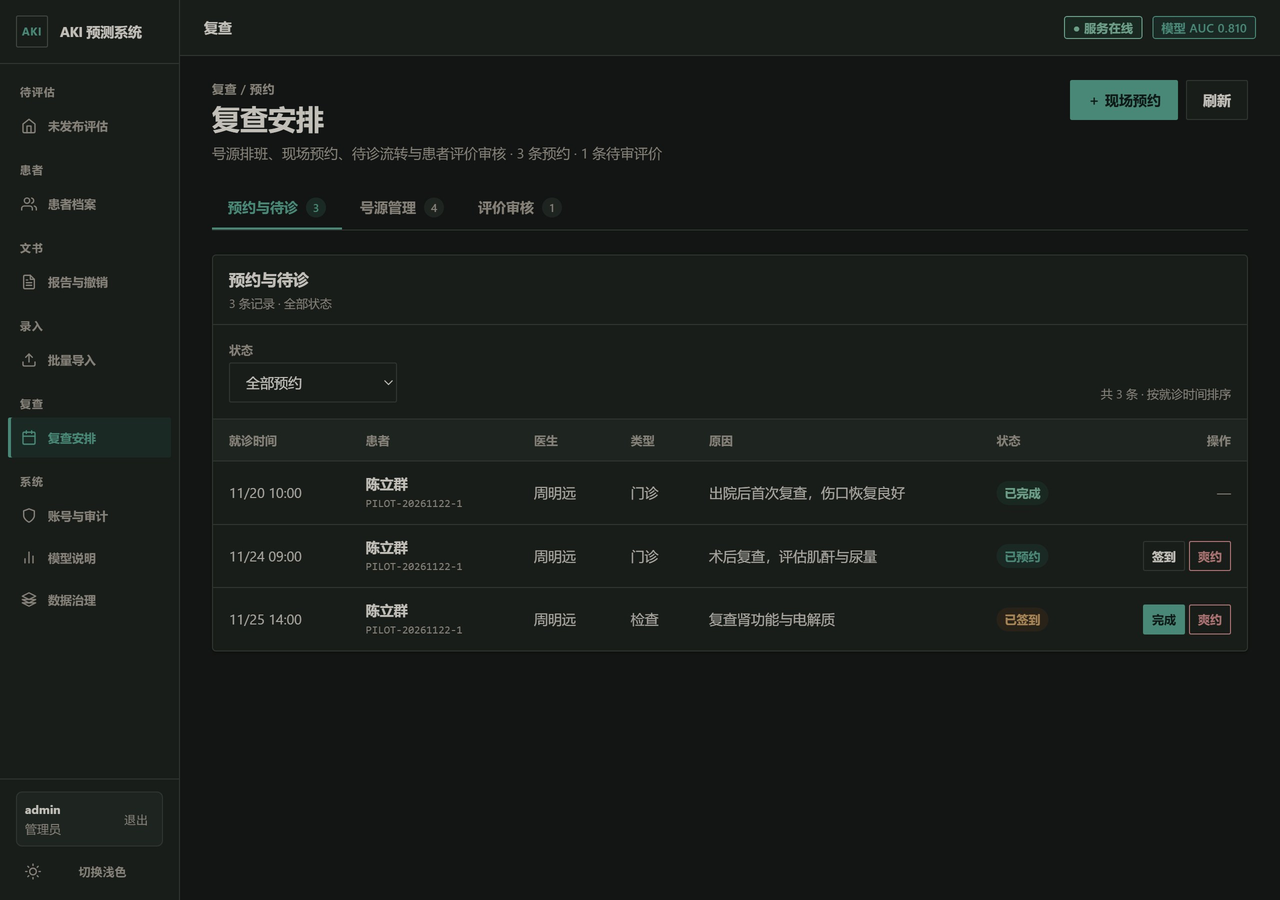 AKI AKI 预测系统
待评估
未发布评估
患者
患者档案
文书
报告与撤销
录入
批量导入
复查
复查安排
系统
账号与审计
模型说明
数据治理
admin
管理员
退出
切换浅色
复查
服务在线 模型 AUC 0.810
复查 / 预约
复查安排
号源排班、现场预约、待诊流转与患者评价审核 · 3 条预约 · 1 条待审评价
+ 现场预约 刷新
预约与待诊 3 号源管理 4 评价审核 1
预约与待诊
3 条记录 · 全部状态
状态
全部预约
共 3 条 · 按就诊时间排序
就诊时间 患者 医生 类型 原因 状态 操作
11/20 10:00 陈立群 周明远 门诊 出院后首次复查，伤口恢复良好 已完成 —
PILOT-20261122-1
11/24 09:00 陈立群 周明远 门诊 术后复查，评估肌酐与尿量 已预约 签到 爽约
PILOT-20261122-1
11/25 14:00 陈立群 周明远 检查 复查肾功能与电解质 已签到 完成 爽约
PILOT-20261122-1